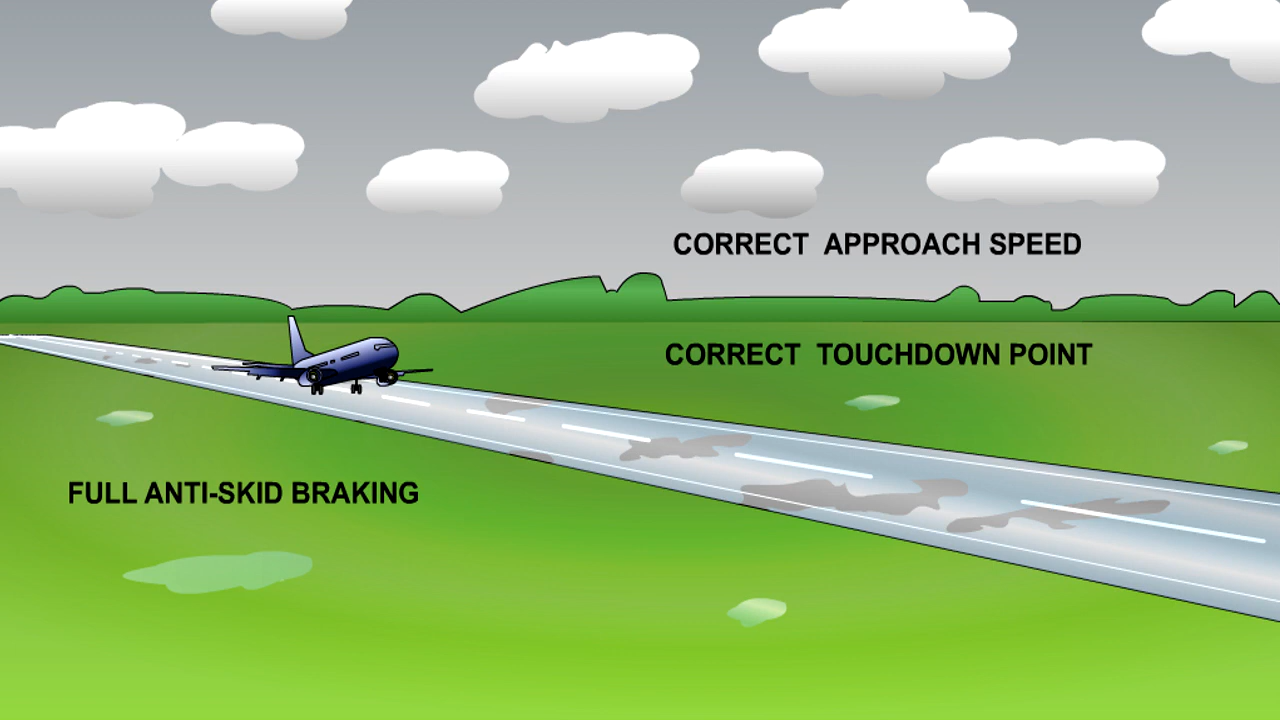 CORRECT APPROACH SPEED
CORRECT TOUCHDOWN POINT
FULL ANTI-SKID BRAKING